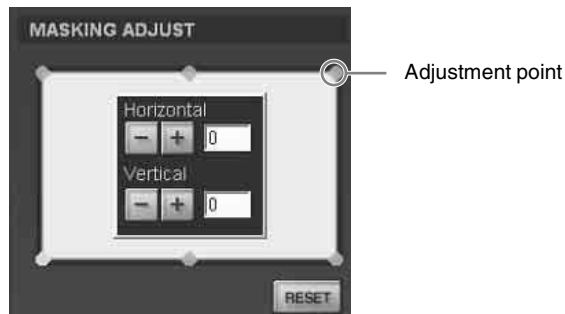 MASKING ADJUST
Adjustment point
Horizontal
− + 0
Vertical
− + 0
RESET